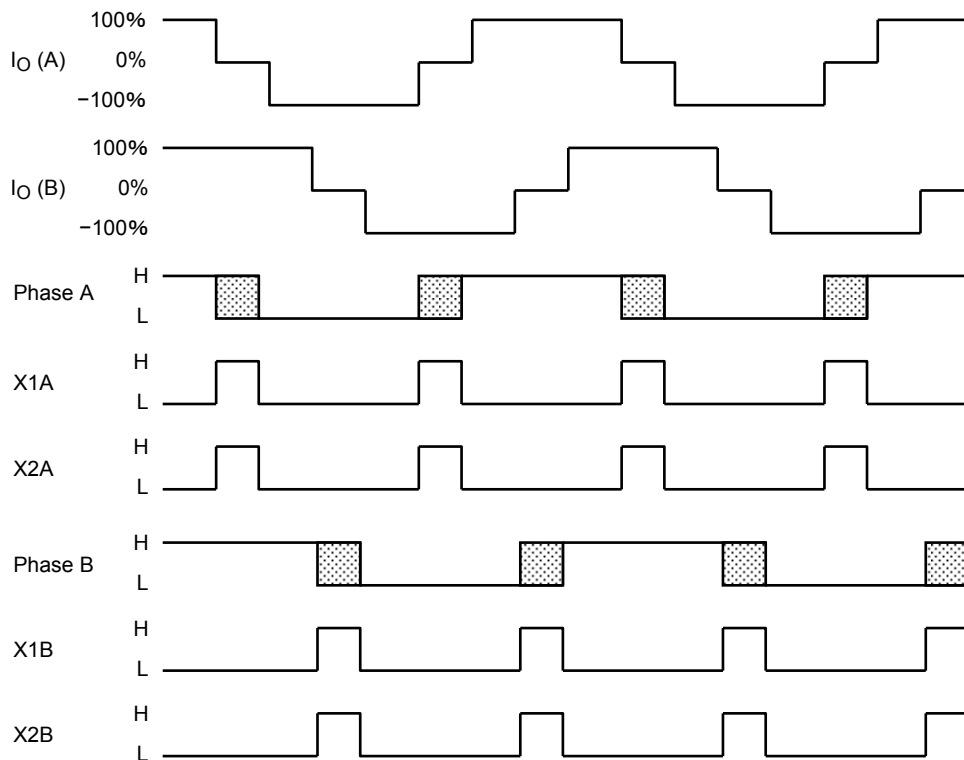 100%
I_O (A) 0%
−100%
100%
I_O (B) 0%
−100%
H
Phase A
L
H
X1A
L
H
X2A
L
H
Phase B
L
H
X1B
L
H
X2B
L